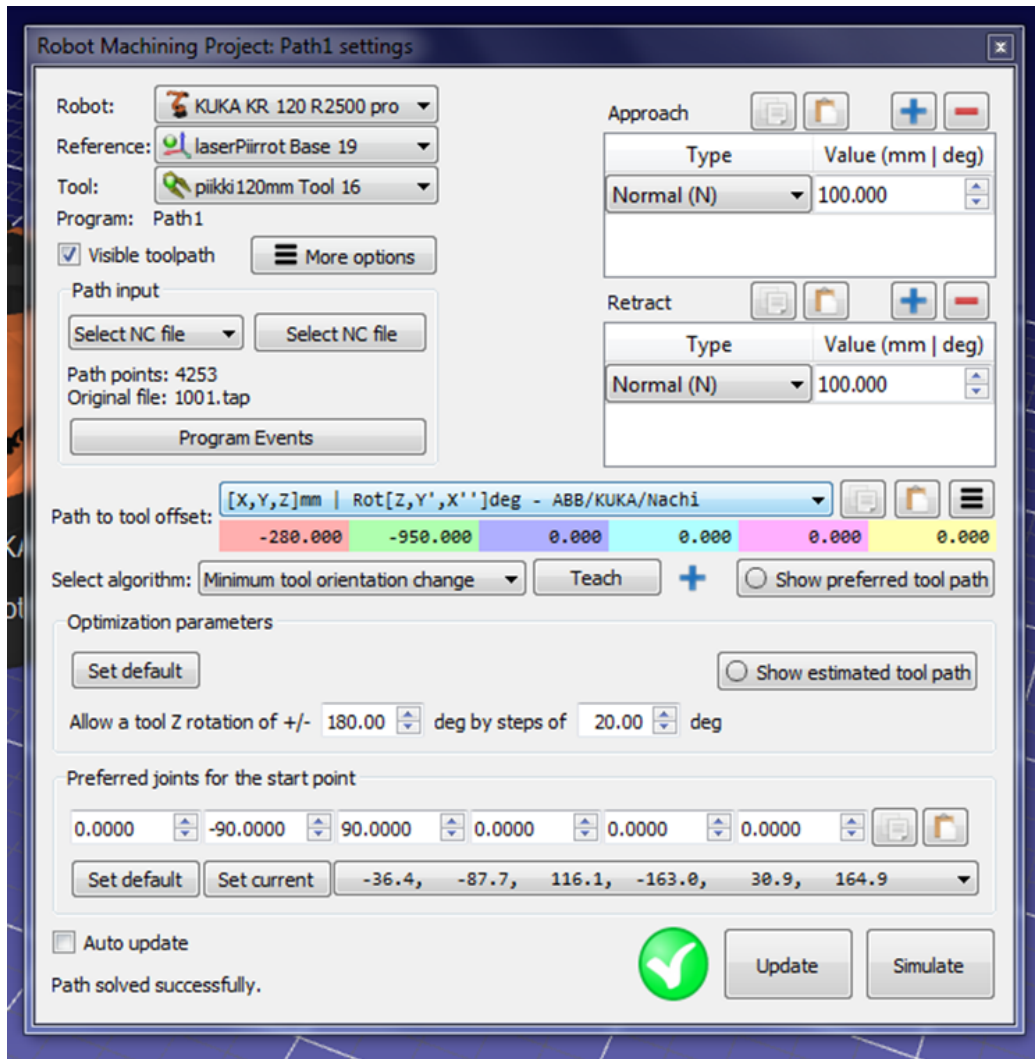 Robot Machining Project: Path1 settings
Robot: KUKA KR 120 R2500 pro
Reference: laserPiirrot Base 19
Tool: piikki120mm Tool 16
Program: Path1
Visible toolpath More options
Path input
Select NC file Select NC file
Path points: 4253
Original file: 1001.tap
Program Events
Approach
Type Value (mm | deg)
Normal (N) 100.000
Retract
Type Value (mm | deg)
Normal (N) 100.000
Path to tool offset: [X,Y,Z]mm | Rot[Z,Y',X'']deg - ABB/KUKA/Nachi
-280.000 -950.000 0.000 0.000 0.000 0.000
Select algorithm: Minimum tool orientation change Teach Show preferred tool path
Optimization parameters
Set default Show estimated tool path
Allow a tool Z rotation of +/- 180.00 deg by steps of 20.00 deg
Preferred joints for the start point
0.0000 -90.0000 90.0000 0.0000 0.0000 0.0000
Set default Set current -36.4, -87.7, 116.1, -163.0, 30.9, 164.9
Auto update
Path solved successfully.
Update Simulate